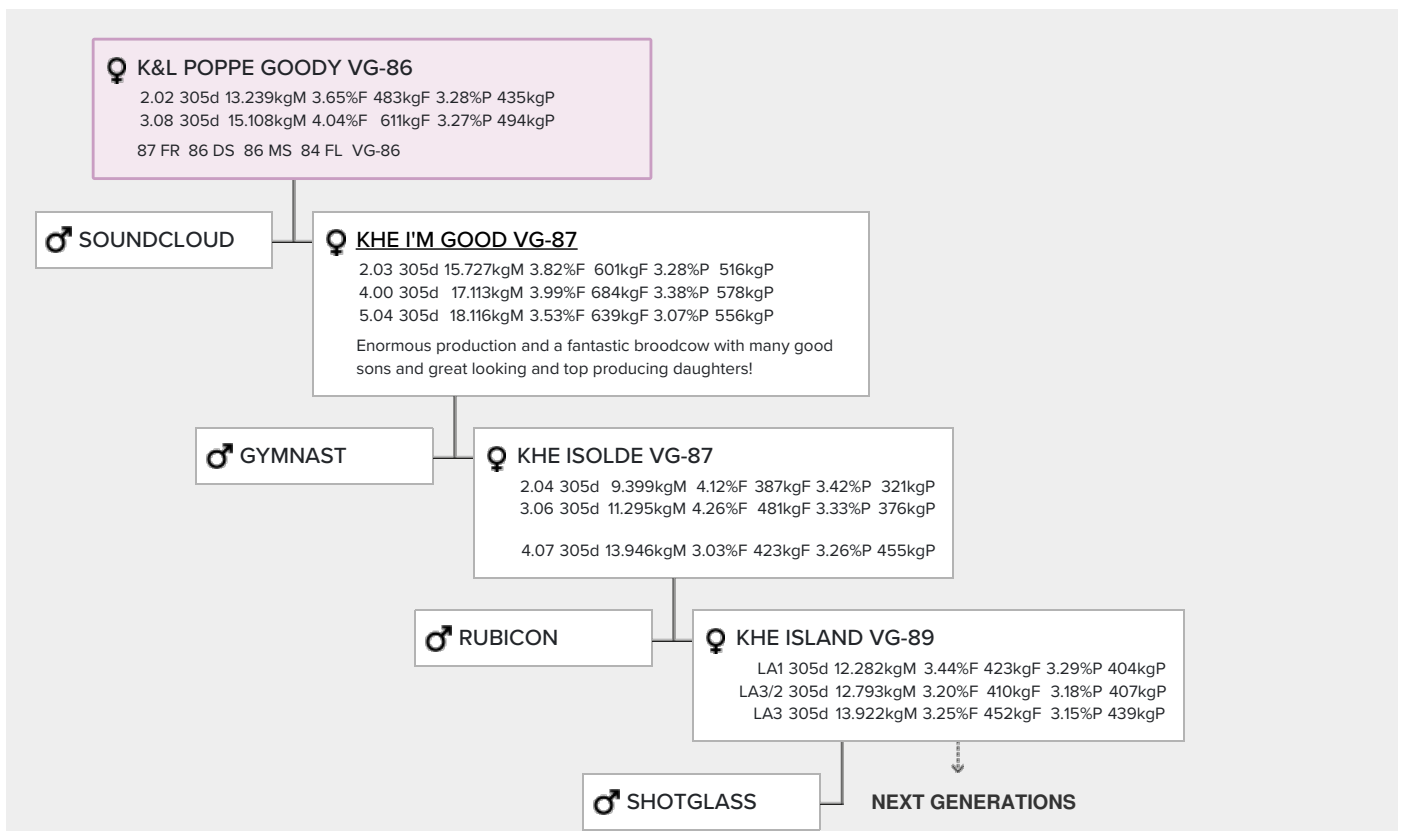 K&L POPPE GOODY VG-86
2.02 305d 13.239kgM 3.65%F 483kgF 3.28%P 435kgP
3.08 305d 15.108kgM 4.04%F 611kgF 3.27%P 494kgP
87 FR 86 DS 86 MS 84 FL VG-86
SOUNDCLOUD
KHE I'M GOOD VG-87
2.03 305d 15.727kgM 3.82%F 601kgF 3.28%P 516kgP
4.00 305d 17.113kgM 3.99%F 684kgF 3.38%P 578kgP
5.04 305d 18.116kgM 3.53%F 639kgF 3.07%P 556kgP
Enormous production and a fantastic broodcow with many good
sons and great looking and top producing daughters!
GYMNAST
KHE ISOLDE VG-87
2.04 305d 9.399kgM 4.12%F 387kgF 3.42%P 321kgP
3.06 305d 11.295kgM 4.26%F 481kgF 3.33%P 376kgP
4.07 305d 13.946kgM 3.03%F 423kgF 3.26%P 455kgP
RUBICON
KHE ISLAND VG-89
LA1 305d 12.282kgM 3.44%F 423kgF 3.29%P 404kgP
LA3/2 305d 12.793kgM 3.20%F 410kgF 3.18%P 407kgP
LA3 305d 13.922kgM 3.25%F 452kgF 3.15%P 439kgP
SHOTGLASS
NEXT GENERATIONS